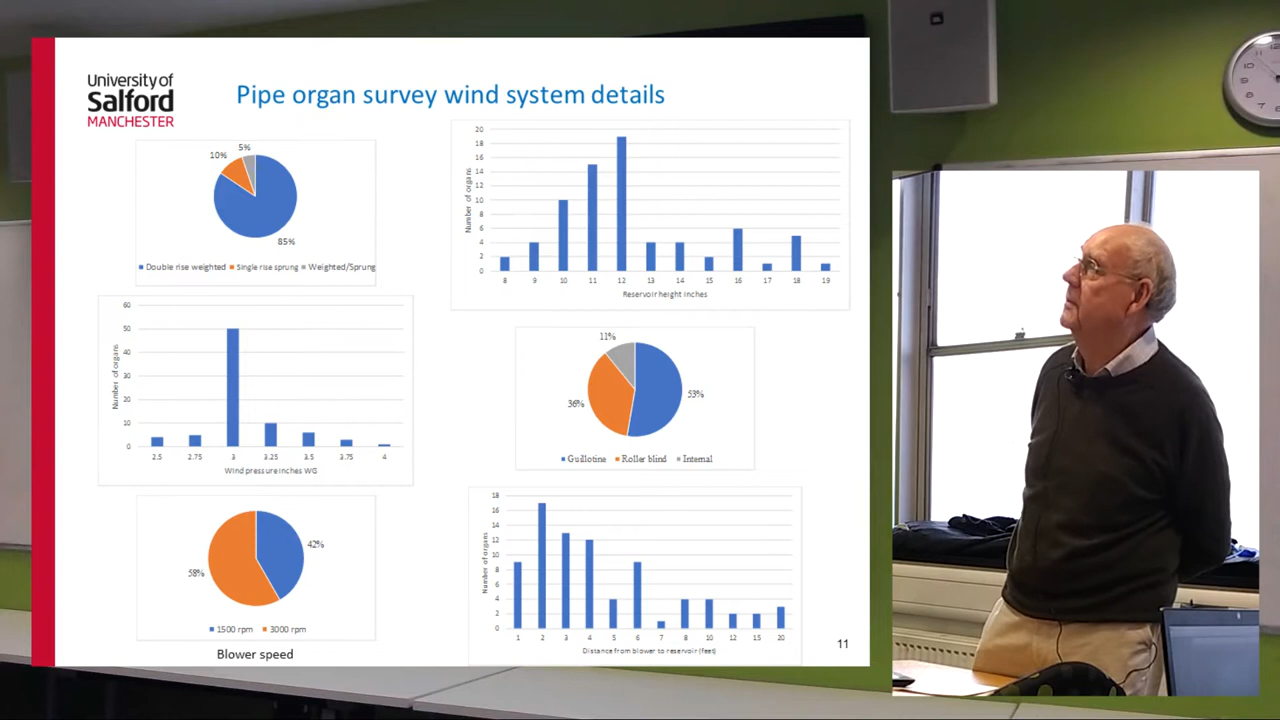 University of
Salford
MANCHESTER
Pipe organ survey wind system details
5%
10%
85%
Double rise weighted Single rise sprung Weighted/Sprung
20
18
16
14
12
10
8
6
4
2
0
Number of organs
8 9 10 11 12 13 14 15 16 17 18 19
Reservoir height inches
60
50
40
30
20
10
0
Number of organs
2.5 2.75 3 3.25 3.5 3.75 4
Wind pressure inches WG
11%
36%
53%
Guillotine Roller blind Internal
42%
58%
1500 rpm 3000 rpm
Blower speed
18
16
14
12
10
8
6
4
2
0
Number of organs
1 2 3 4 5 6 7 8 10 12 15 20
Distance from blower to reservoir (feet)
11